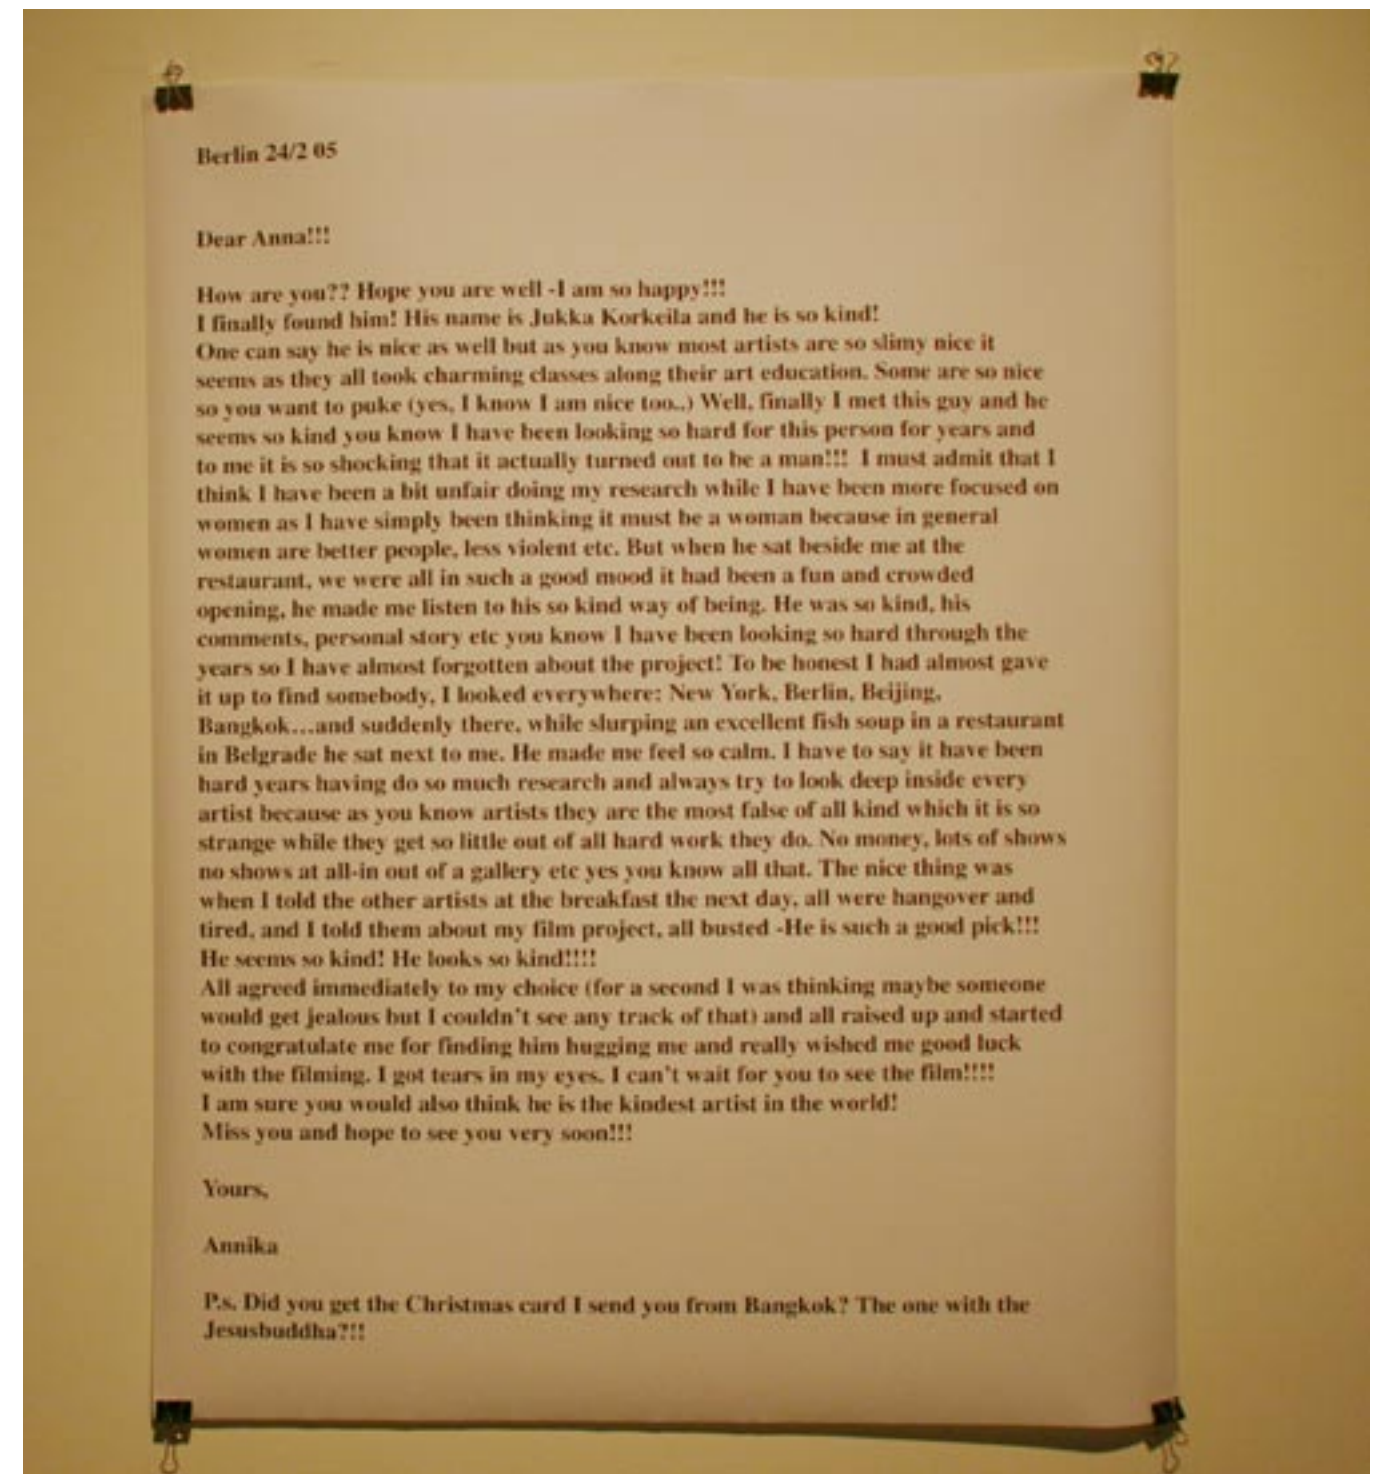 Berlin 24/2 05
Dear Anna!!!
How are you?? Hope you are well -I am so happy!!!
I finally found him! His name is Jukka Korkeila and he is so kind!
One can say he is nice as well but as you know most artists are so slimy nice it
seems as they all took charming classes along their art education. Some are so nice
so you want to puke (yes, I know I am nice too..) Well, finally I met this guy and he
seems so kind you know I have been looking so hard for this person for years and
to me it is so shocking that it actually turned out to be a man!!! I must admit that I
think I have been a bit unfair doing my research while I have been more focused on
women as I have simply been thinking it must be a woman because in general
women are better people, less violent etc. But when he sat beside me at the
restaurant, we were all in such a good mood it had been a fun and crowded
opening, he made me listen to his so kind way of being. He was so kind, his
comments, personal story etc you know I have been looking so hard through the
years so I have almost forgotten about the project! To be honest I had almost gave
it up to find somebody, I looked everywhere: New York, Berlin, Beijing,
Bangkok...and suddenly there, while slurping an excellent fish soup in a restaurant
in Belgrade he sat next to me. He made me feel so calm. I have to say it have been
hard years having do so much research and always try to look deep inside every
artist because as you know artists they are the most false of all kind which it is so
strange while they get so little out of all hard work they do. No money, lots of shows
no shows at all-in out of a gallery etc yes you know all that. The nice thing was
when I told the other artists at the breakfast the next day, all were hangover and
tired, and I told them about my film project, all busted -He is such a good pick!!!
He seems so kind! He looks so kind!!!!
All agreed immediately to my choice (for a second I was thinking maybe someone
would get jealous but I couldn't see any track of that) and all raised up and started
to congratulate me for finding him hugging me and really wished me good luck
with the filming. I got tears in my eyes. I can't wait for you to see the film!!!!
I am sure you would also think he is the kindest artist in the world!
Miss you and hope to see you very soon!!!
Yours,
Annika
P.s. Did you get the Christmas card I send you from Bangkok? The one with the
Jesusbuddha?!!